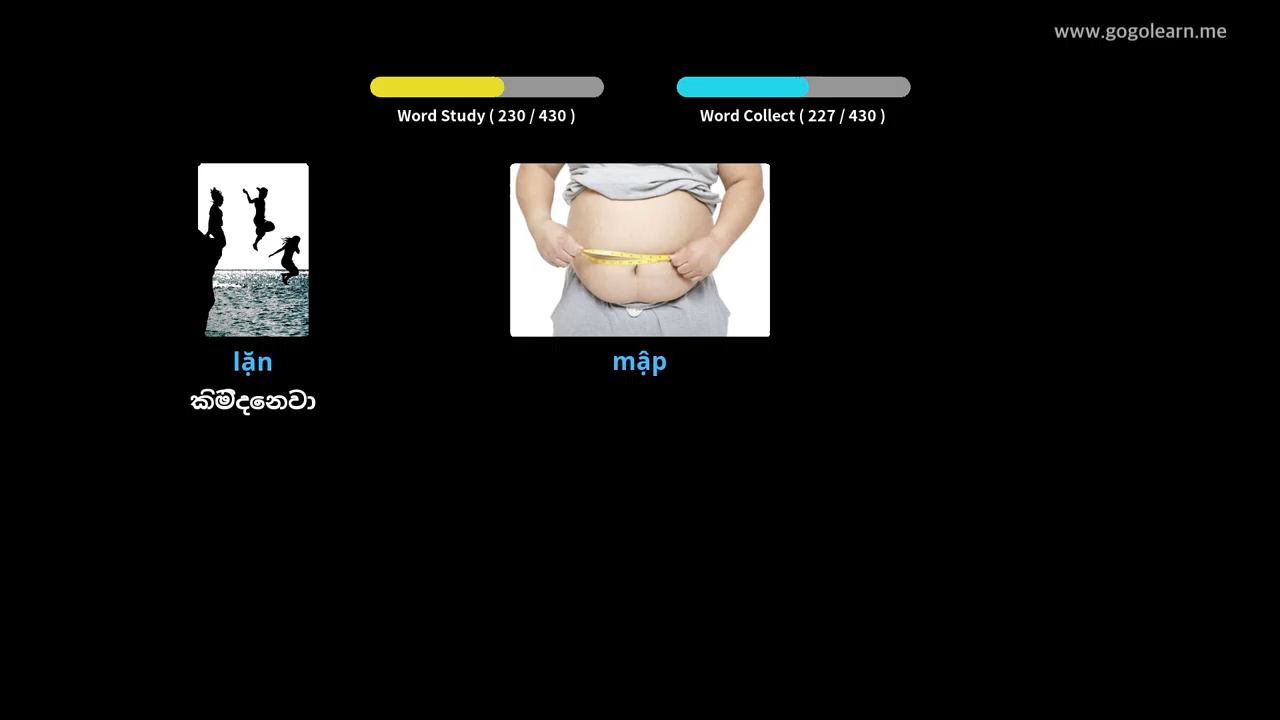 www.gogolearn.me
Word Study ( 230 / 430 )
Word Collect ( 227 / 430 )
lặn
mập
කිමිදෙනවා